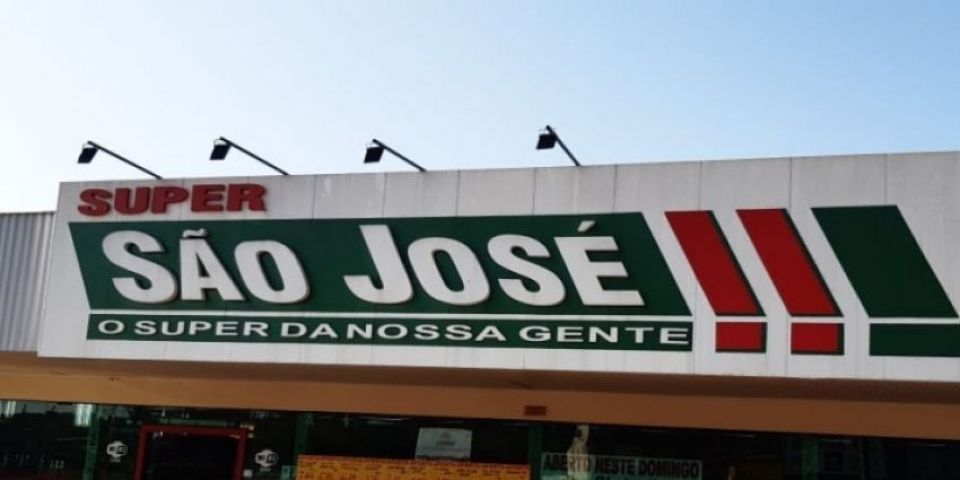 SUPER
SÃO JOSÉ
O SUPER DA NOSSA GENTE
ABERTO NESTE DOMINGO